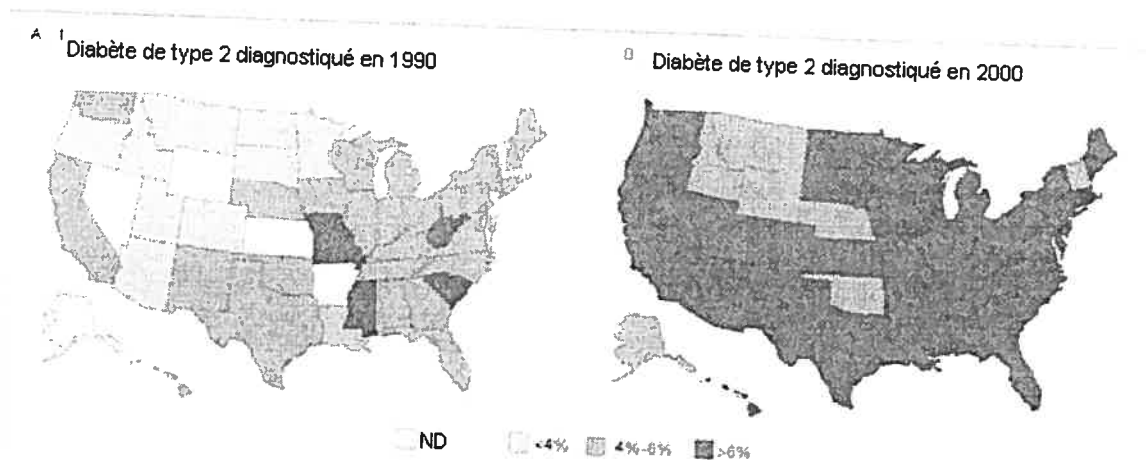 A 1
Diabète de type 2 diagnostiqué en 1990
Diabète de type 2 diagnostiqué en 2000
ND <4% 4%-6% >6%